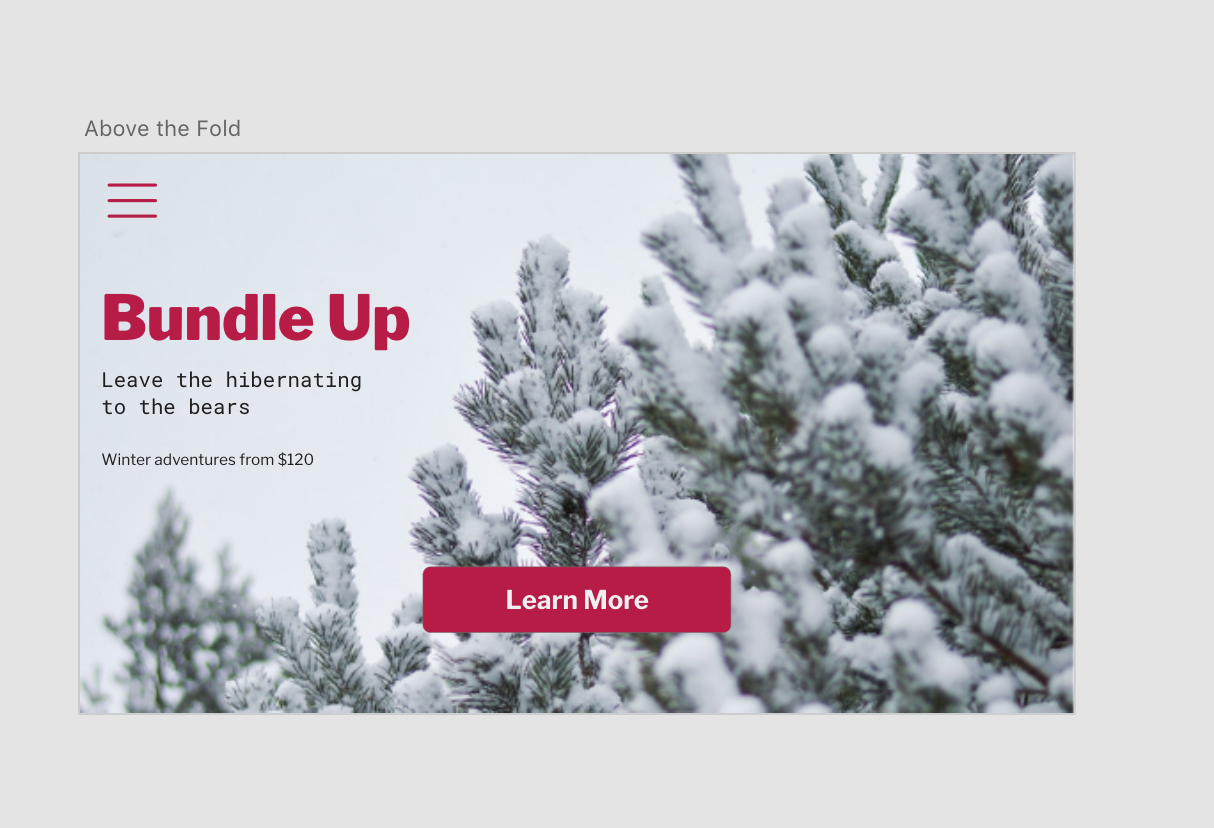 Above the Fold
Bundle Up
Leave the hibernating
to the bears
Winter adventures from $120
Learn More